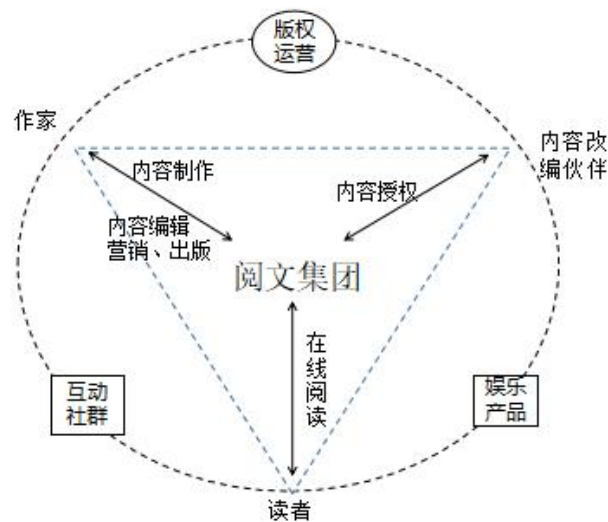 版权
运营
作家
内容改
编伙伴
内容制作
内容授权
内容编辑
营销、出版
阅文集团
在
线
阅
读
互动
社群
娱乐
产品
读者